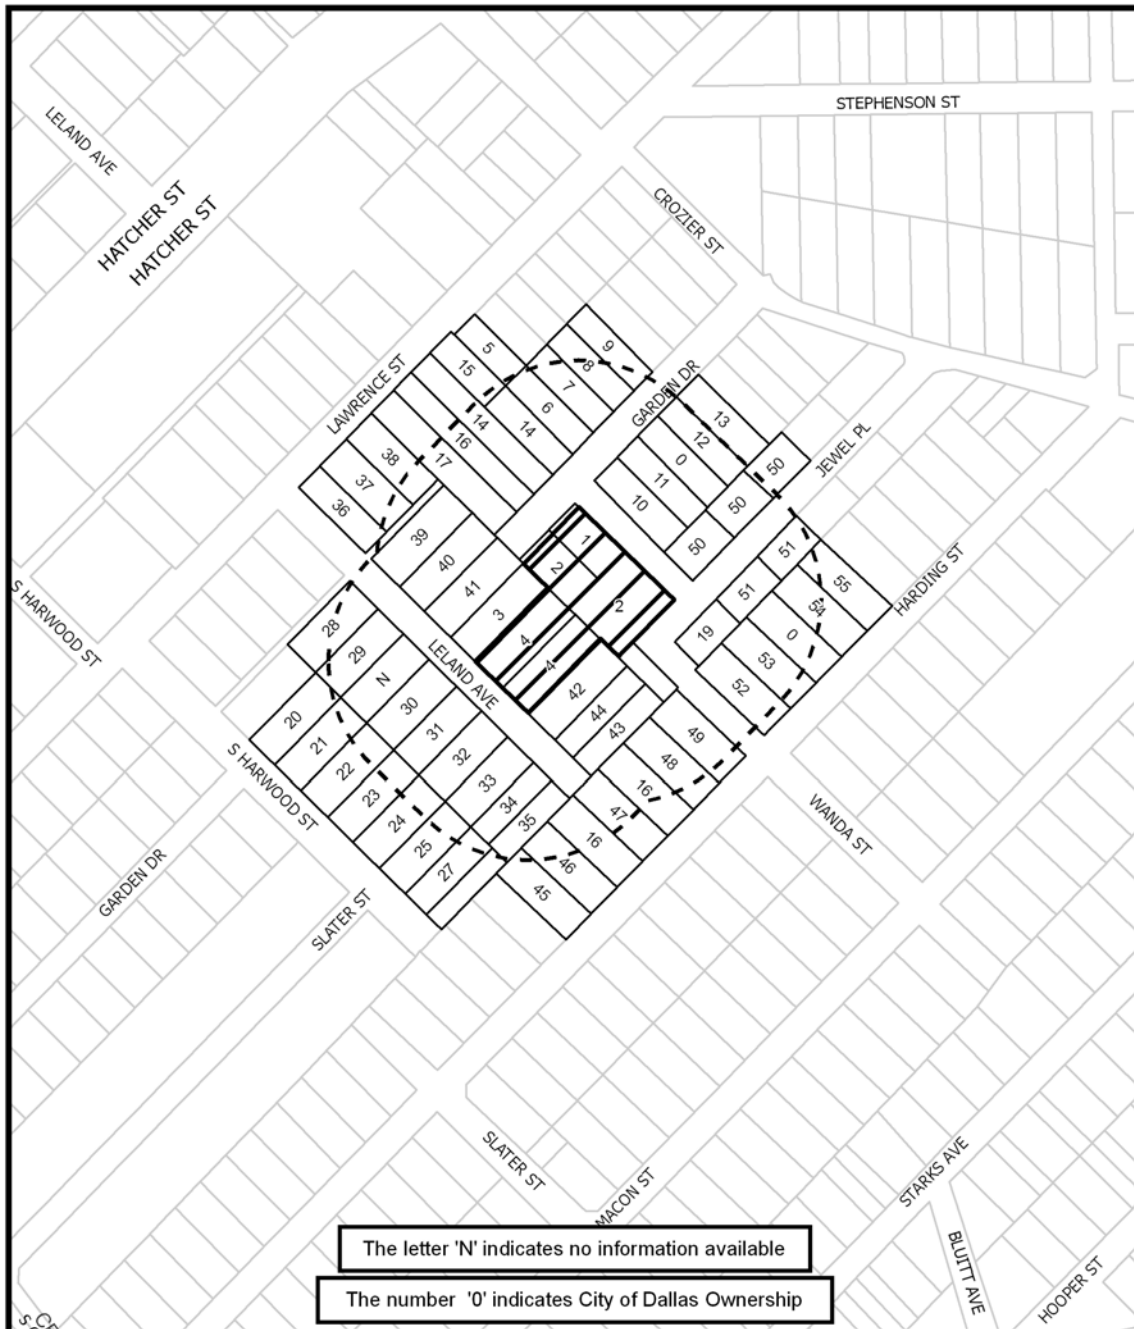 STEPHENSON ST
LELAND AVE
HATCHER ST
HATCHER ST
CROZIER ST
LAWRENCE ST
GARDEN DR
JEWEL PL
HARDING ST
S HARWOOD ST
LELAND AVE
S HARWOOD ST
WANDA ST
GARDEN DR
SLATER ST
SLATER ST
MACON ST
STARKS AVE
BLUITT AVE
HOOPER ST
5
9
15
8
7
6
14
14
16
17
38
37
36
13
12
0
11
10
50
50
50
39
40
41
3
1
2
2
4
4
51
51
19
55
54
0
53
52
28
29
N
30
31
32
33
34
35
20
21
22
23
24
25
27
42
44
43
49
48
16
47
16
46
45
The letter 'N' indicates no information available
The number '0' indicates City of Dallas Ownership